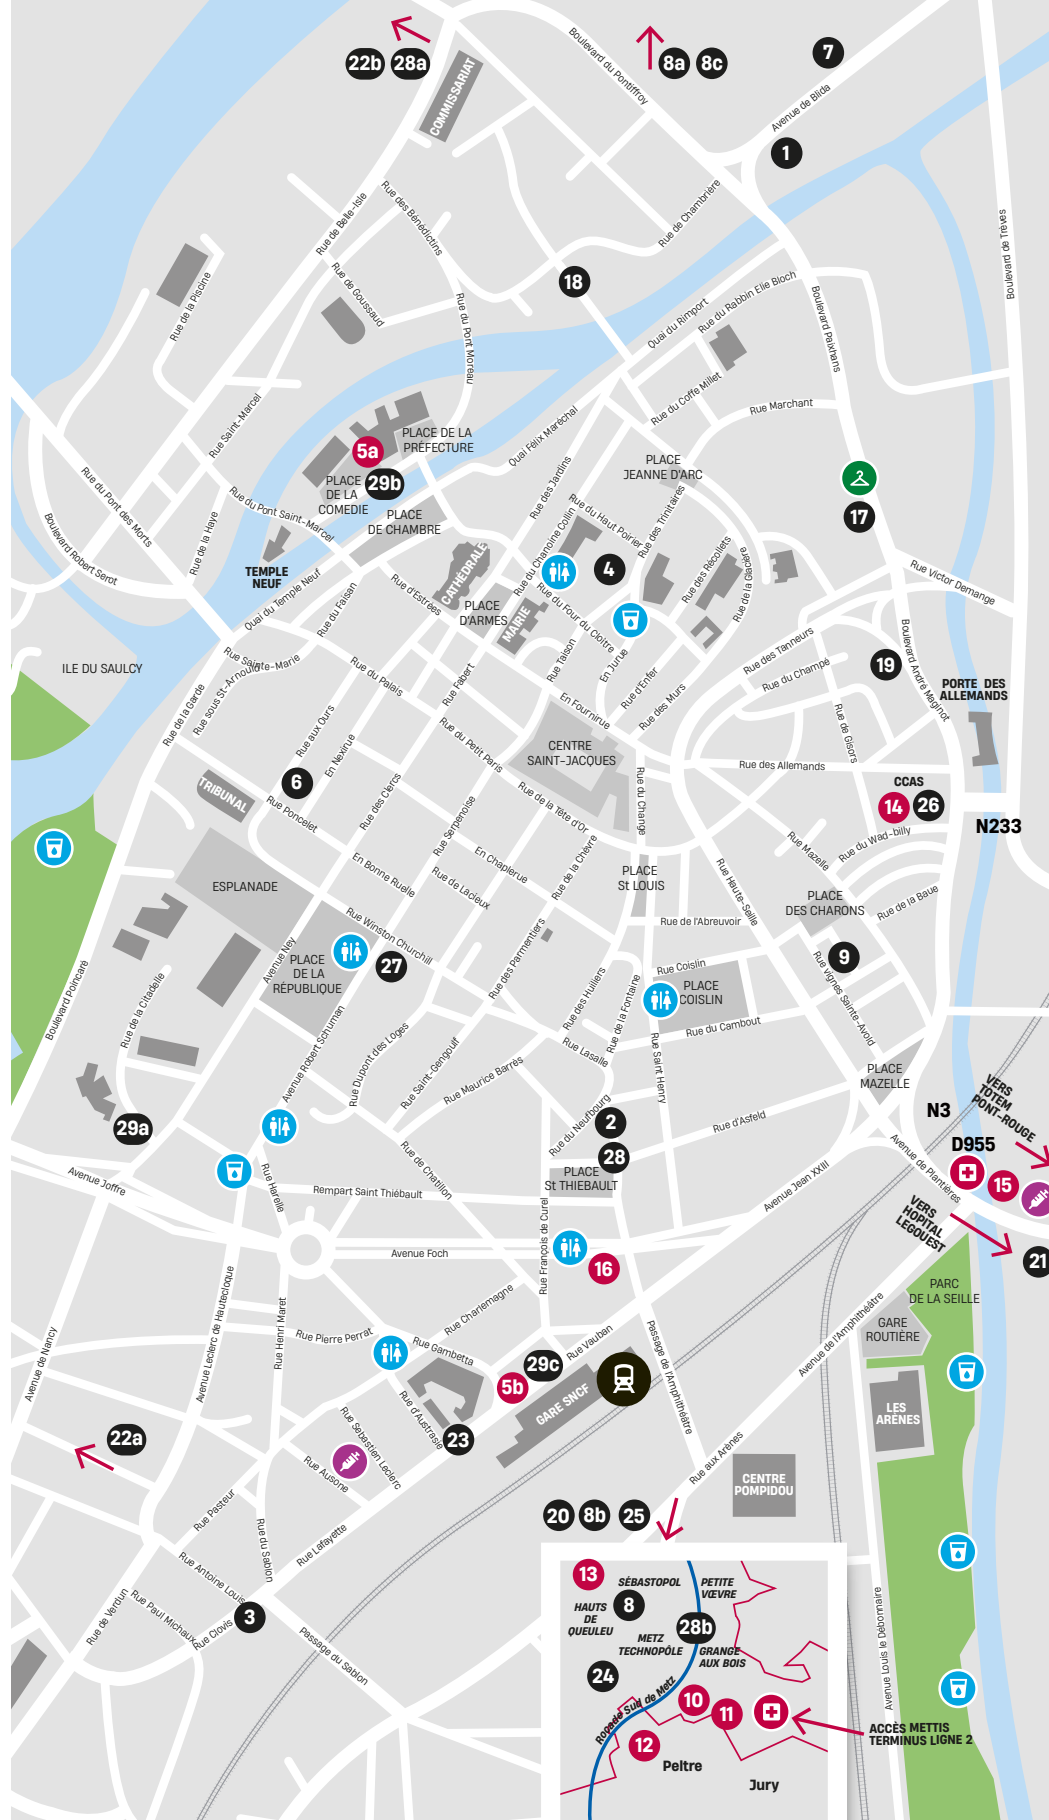 22b
28a
8a
8c
7
Boulevard du Pontiffroy
COMMISSARIAT
Avenue de Blida
1
Rue des Bénédictins
Rue de Belle-Isle
Rue de Chambrière
Boulevard de Trèves
Rue de la Piscine
Rue de Goussaud
18
Rue du Pont Moreau
Quai du Rimport
Rue du Rabbin Elie Bloch
Boulevard Paixhans
Rue du Coffe Millet
Rue Marchant
Rue Saint-Marcel
Quai Félix Maréchal
PLACE DE LA
PRÉFECTURE
5a
29b
PLACE
DE LA
COMEDIE
PLACE
DE CHAMBRE
PLACE
JEANNE D'ARC
17
Rue du Pont des Morts
Boulevard Robert Serot
Rue de la Haye
Rue du Pont Saint-Marcel
TEMPLE
NEUF
Rue des Jardins
Rue du Haut Poirier
Rue des Trinitaires
Rue du Chanoine Collin
4
CATHÉDRALE
Rue des Récollets
Rue de la Glacière
Rue Victor Demange
Quai du Temple Neuf
Rue du Faisan
Rue d'Estrées
PLACE
D'ARMES
MAIRIE
Rue du Four du Cloître
Rue Taison
En Jurue
Rue d'Enfer
Rue des Murs
Rue des Tanneurs
Rue du Champé
19
Boulevard André Maginot
PORTE DES
ALLEMANDS
ILE DU SAULCY
Rue Sainte-Marie
Rue sous St-Arnould
Rue de la Garde
Rue du Palais
Rue Fabert
En Fournirue
Rue de Gisors
Rue aux Ours
En Nexirue
Rue du Petit Paris
CENTRE
SAINT-JACQUES
Rue du Change
Rue des Allemands
CCAS
14
26
N233
TRIBUNAL
6
Rue Poncelet
Rue des Clercs
Rue Serpenoise
Rue de la Tête d'Or
Rue de la Chèvre
Rue Mazelle
Rue du Wad-billy
ESPLANADE
En Bonne Ruelle
En Chaplerue
Rue de Lacieux
PLACE
St LOUIS
Rue Haute-Seille
PLACE
DES CHARONS
Rue de la Baue
Rue Winston Churchill
Rue de l'Abreuvoir
Avenue Ney
PLACE
DE LA
RÉPUBLIQUE
27
Rue des Parmentiers
9
Rue vignes Sainte-Avoid
Rue Coislin
PLACE
COISLIN
Rue du Cambout
Boulevard Poincaré
Rue de la Citadelle
Avenue Robert Schuman
Rue Dupont des Loges
Rue Saint-Gengoulf
Rue des Huiliers
Rue de la Fontaine
Rue Lasalle
Rue Saint Henry
Rue Maurice Barrès
PLACE
MAZELLE
VERS
TOTEM
PONT-ROUGE
N3
29a
2
Rue du Neufbourg
28
Rue d'Asfeld
D955
15
Avenue de Plantières
PLACE
St THIEBAULT
Rue de Chatillon
Avenue Joffre
Rue Harelle
Rempart Saint Thiébault
Avenue Jean XXIII
VERS
HOPITAL
LEGOUEST
21
Avenue Foch
Rue François de Curel
16
PARC
DE LA SEILLE
Avenue de Nancy
Avenue Leclerc de Hautecloque
Rue Henri Maret
Rue Pierre Perrat
Rue Charlemagne
Rue Gambetta
29c
Rue Vauban
5b
GARE SNCF
Passage de l'Amphithéâtre
Avenue de l'Amphithéâtre
GARE
ROUTIÈRE
LES
ARÈNES
22a
Rue d'Austrasie
23
Rue Sébastien Leclerc
Rue Ausone
Rue aux Arènes
CENTRE
POMPIDOU
Rue Pasteur
Rue du Sablon
Rue Lafayette
20
8b
25
Rue Antoine Louis
Rue Paul Michaux
Rue Clovis
3
Rue de Verdun
Passage du Sablon
13
SÉBASTOPOL
PETITE
VŒVRE
HAUTS
DE
QUEULEU
8
28b
METZ
TECHNOPÔLE
GRANGE
AUX BOIS
24
Rocade Sud de Metz
10
11
12
Peltre
Jury
ACCÈS METTIS
TERMINUS LIGNE 2
Avenue Louis le Débonnaire